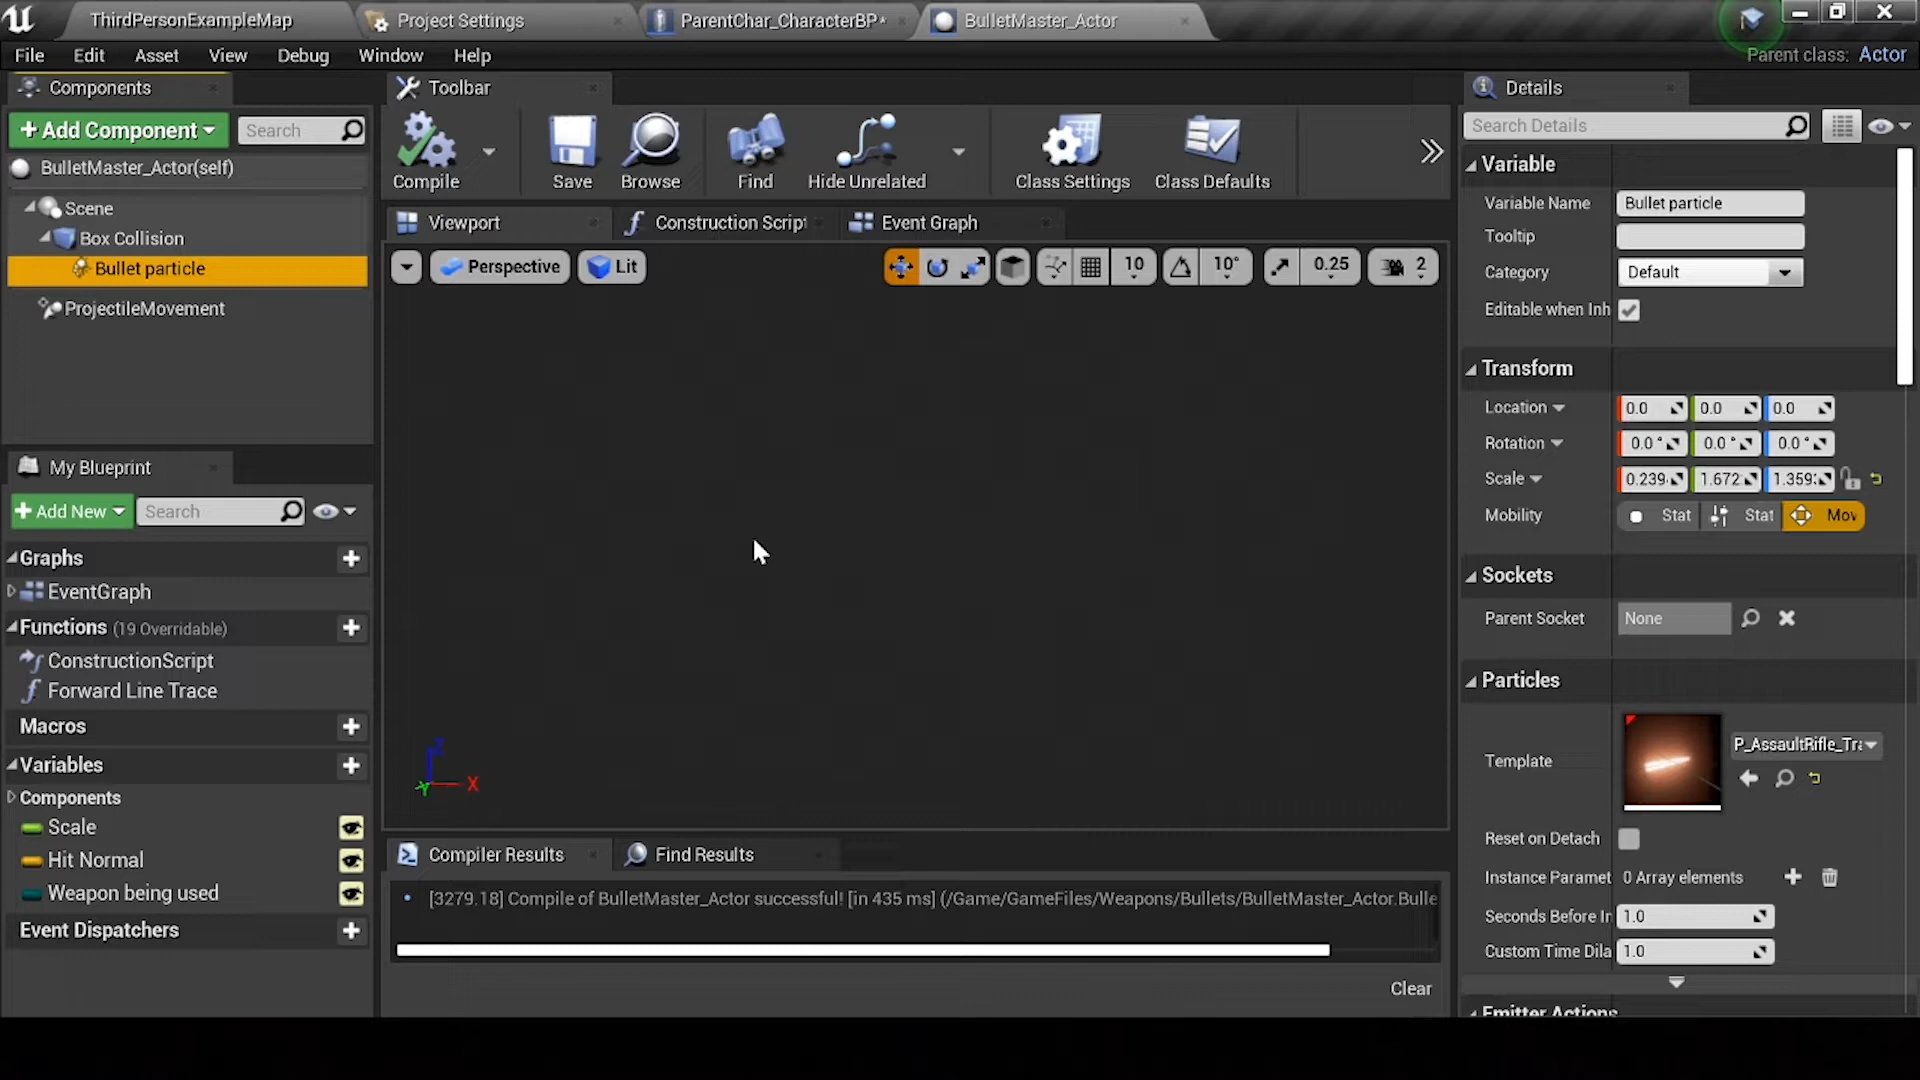 ThirdPersonExampleMap
Project Settings
ParentChar_CharacterBP*
BulletMaster_Actor
File Edit Asset View Debug Window Help
Parent class: Actor
Components
Toolbar
Details
Add Component
Search
BulletMaster_Actor(self)
Scene
Box Collision
Bullet particle
ProjectileMovement
Compile
Save
Browse
Find
Hide Unrelated
Class Settings
Class Defaults
Viewport
Construction Script
Event Graph
Perspective
Lit
10
10°
0.25
2
X
Z
Y
My Blueprint
Add New
Search
Graphs
EventGraph
Functions (19 Overridable)
ConstructionScript
Forward Line Trace
Macros
Variables
Components
Scale
Hit Normal
Weapon being used
Event Dispatchers
Compiler Results
Find Results
[3279.18] Compile of BulletMaster_Actor successful! [in 435 ms] (/Game/GameFiles/Weapons/Bullets/BulletMaster_Actor.Bulle
Clear
Search Details
Variable
Variable Name Bullet particle
Tooltip
Category Default
Editable when Inh
Transform
Location 0.0 0.0 0.0
Rotation 0.0 ° 0.0 ° 0.0 °
Scale 0.239 1.672 1.359
Mobility Stat Stat Mov
Sockets
Parent Socket None
Particles
Template P_AssaultRifle_Tra
Reset on Detach
Instance Paramet 0 Array elements
Seconds Before In 1.0
Custom Time Dila 1.0
Emitter Actions